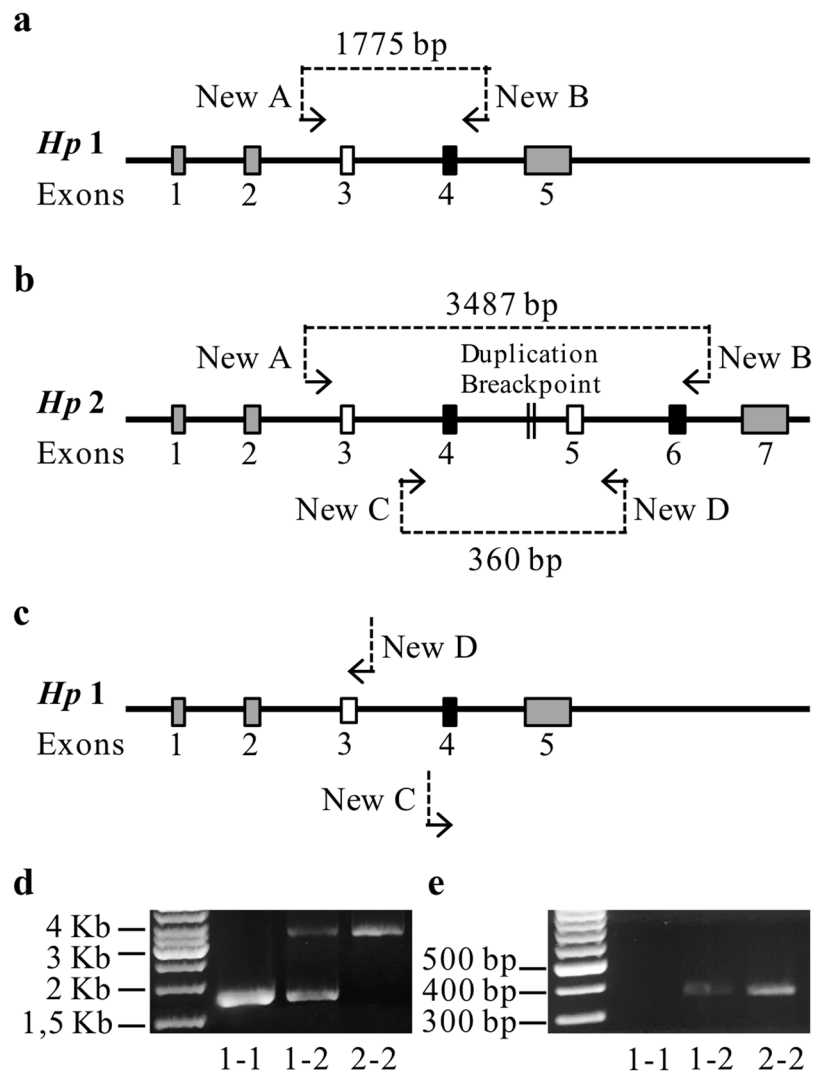 a
1775 bp
New A
New B
Hp 1
Exons 1 2 3 4 5
b
3487 bp
New A
Duplication
Breackpoint
New B
Hp 2
Exons 1 2 3 4 5 6 7
New C
New D
360 bp
c
New D
Hp 1
Exons 1 2 3 4 5
New C
d
4 Kb
3 Kb
2 Kb
1,5 Kb
1-1 1-2 2-2
e
500 bp
400 bp
300 bp
1-1 1-2 2-2